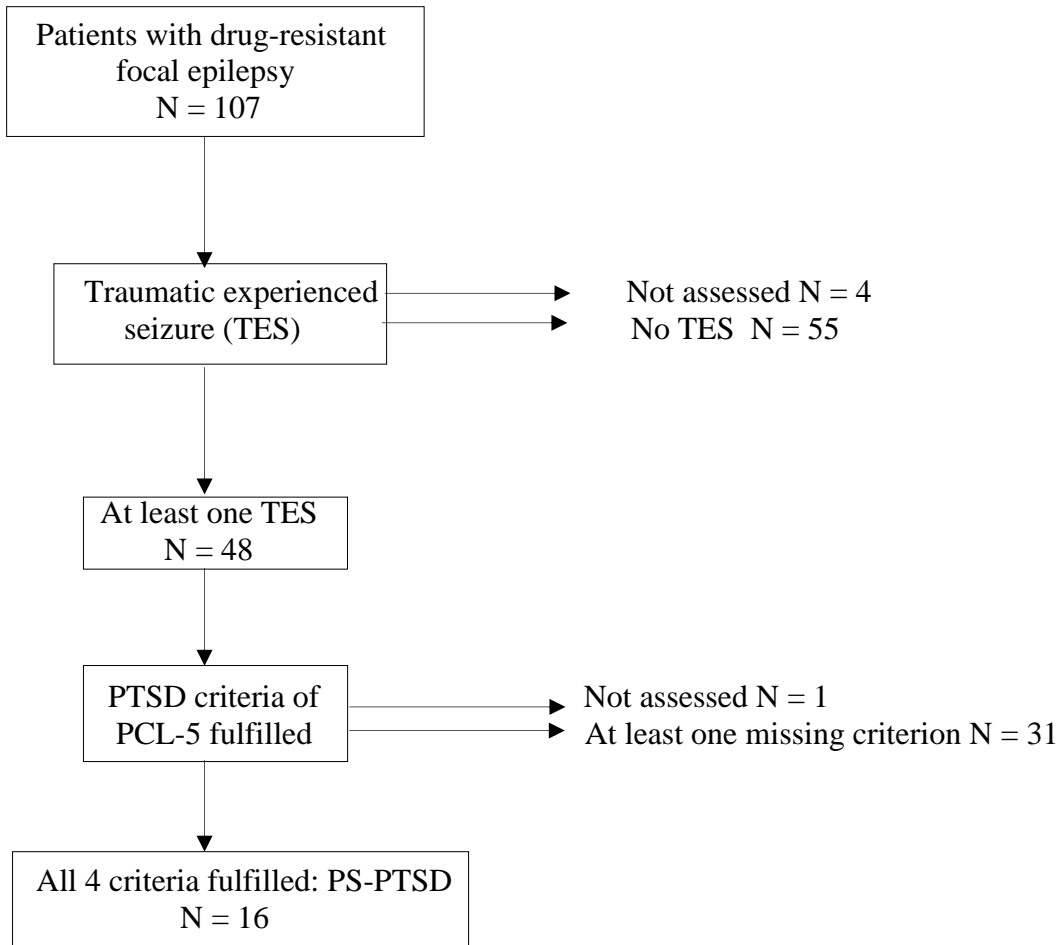 Patients with drug-resistant
focal epilepsy
N = 107
Traumatic experienced
seizure (TES)
Not assessed N = 4
No TES N = 55
At least one TES
N = 48
PTSD criteria of
PCL-5 fulfilled
Not assessed N = 1
At least one missing criterion N = 31
All 4 criteria fulfilled: PS-PTSD
N = 16